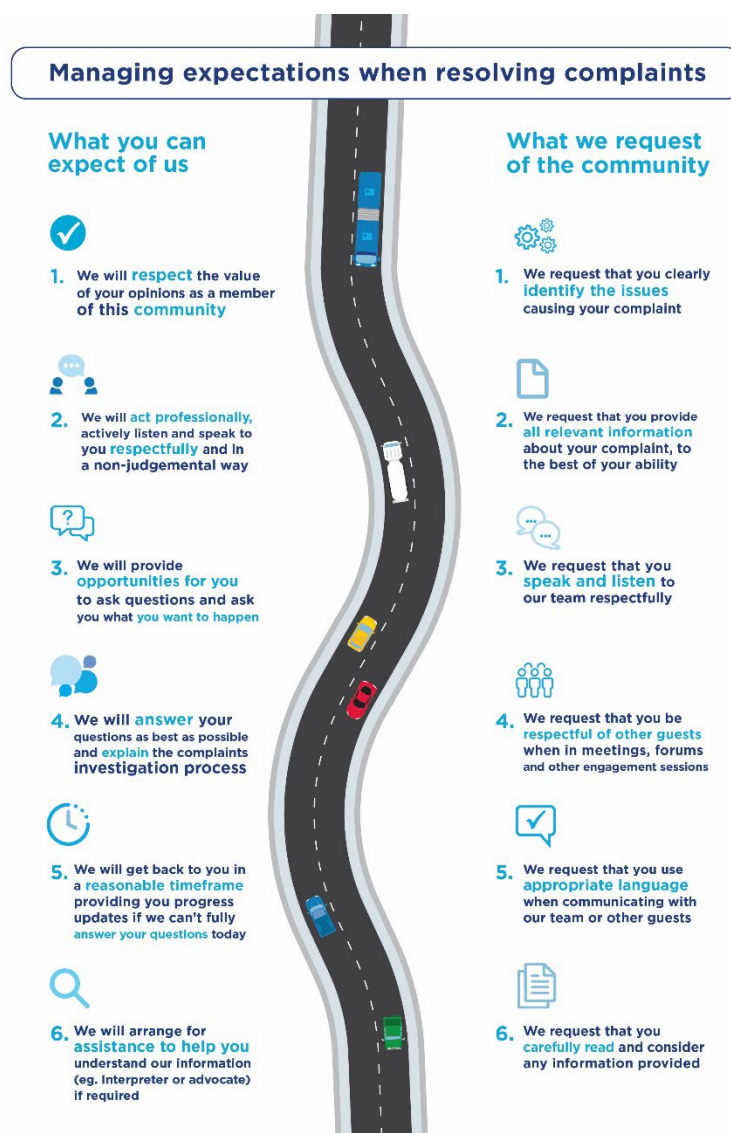 Managing expectations when resolving complaints
What you can
expect of us
1. We will respect the value
of your opinions as a member
of this community
2. We will act professionally,
actively listen and speak to
you respectfully and in
a non-judgemental way
3. We will provide
opportunities for you
to ask questions and ask
you what you want to happen
4. We will answer your
questions as best as possible
and explain the complaints
investigation process
5. We will get back to you in
a reasonable timeframe
providing you progress
updates if we can't fully
answer your questions today
6. We will arrange for
assistance to help you
understand our information
(eg. Interpreter or advocate)
if required
What we request
of the community
1. We request that you clearly
identify the issues
causing your complaint
2. We request that you provide
all relevant information
about your complaint, to
the best of your ability
3. We request that you
speak and listen to
our team respectfully
4. We request that you be
respectful of other guests
when in meetings, forums
and other engagement sessions
5. We request that you use
appropriate language
when communicating with
our team or other guests
6. We request that you
carefully read and consider
any information provided